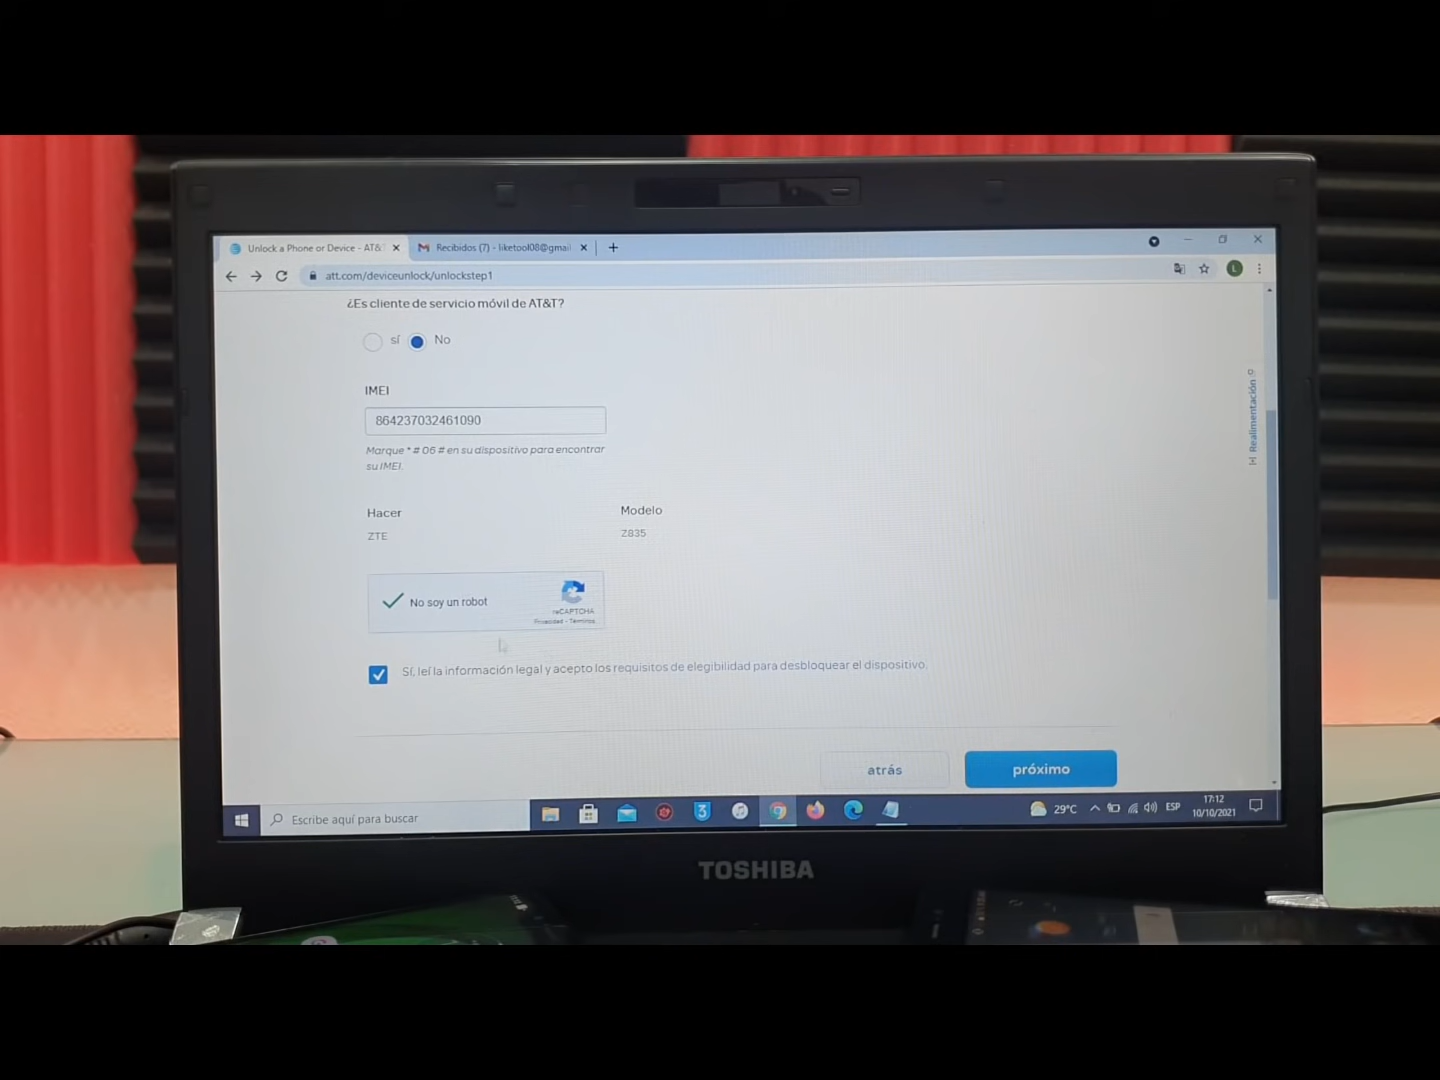 Unlock a Phone or Device - AT&T
Recibidos (7) - liketool08@gmail
att.com/deviceunlock/unlockstep1
L
¿Es cliente de servicio móvil de AT&T?
sí
No
IMEI
864237032461090
Marque *#06# en su dispositivo para encontrar
su IMEI.
Realimentación
Hacer
Modelo
ZTE
Z835
No soy un robot
reCAPTCHA
Privacidad - Términos
Sí, leí la información legal y acepto los requisitos de elegibilidad para desbloquear el dispositivo.
atrás
próximo
Escribe aquí para buscar
29°C
ESP
17:12
10/10/2021
TOSHIBA